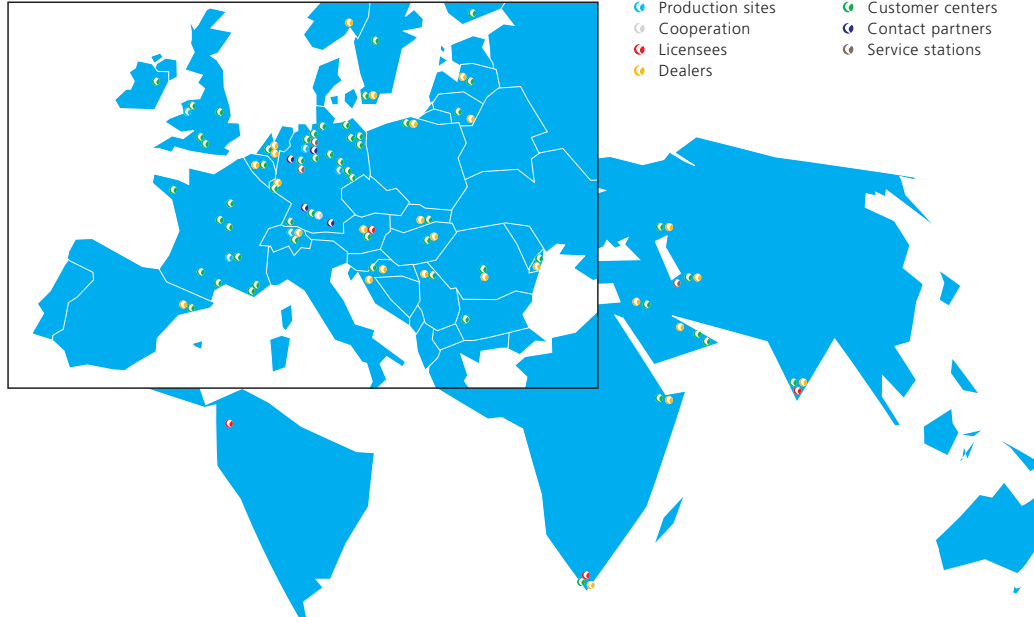 Production sites
Cooperation
Licensees
Dealers
Customer centers
Contact partners
Service stations